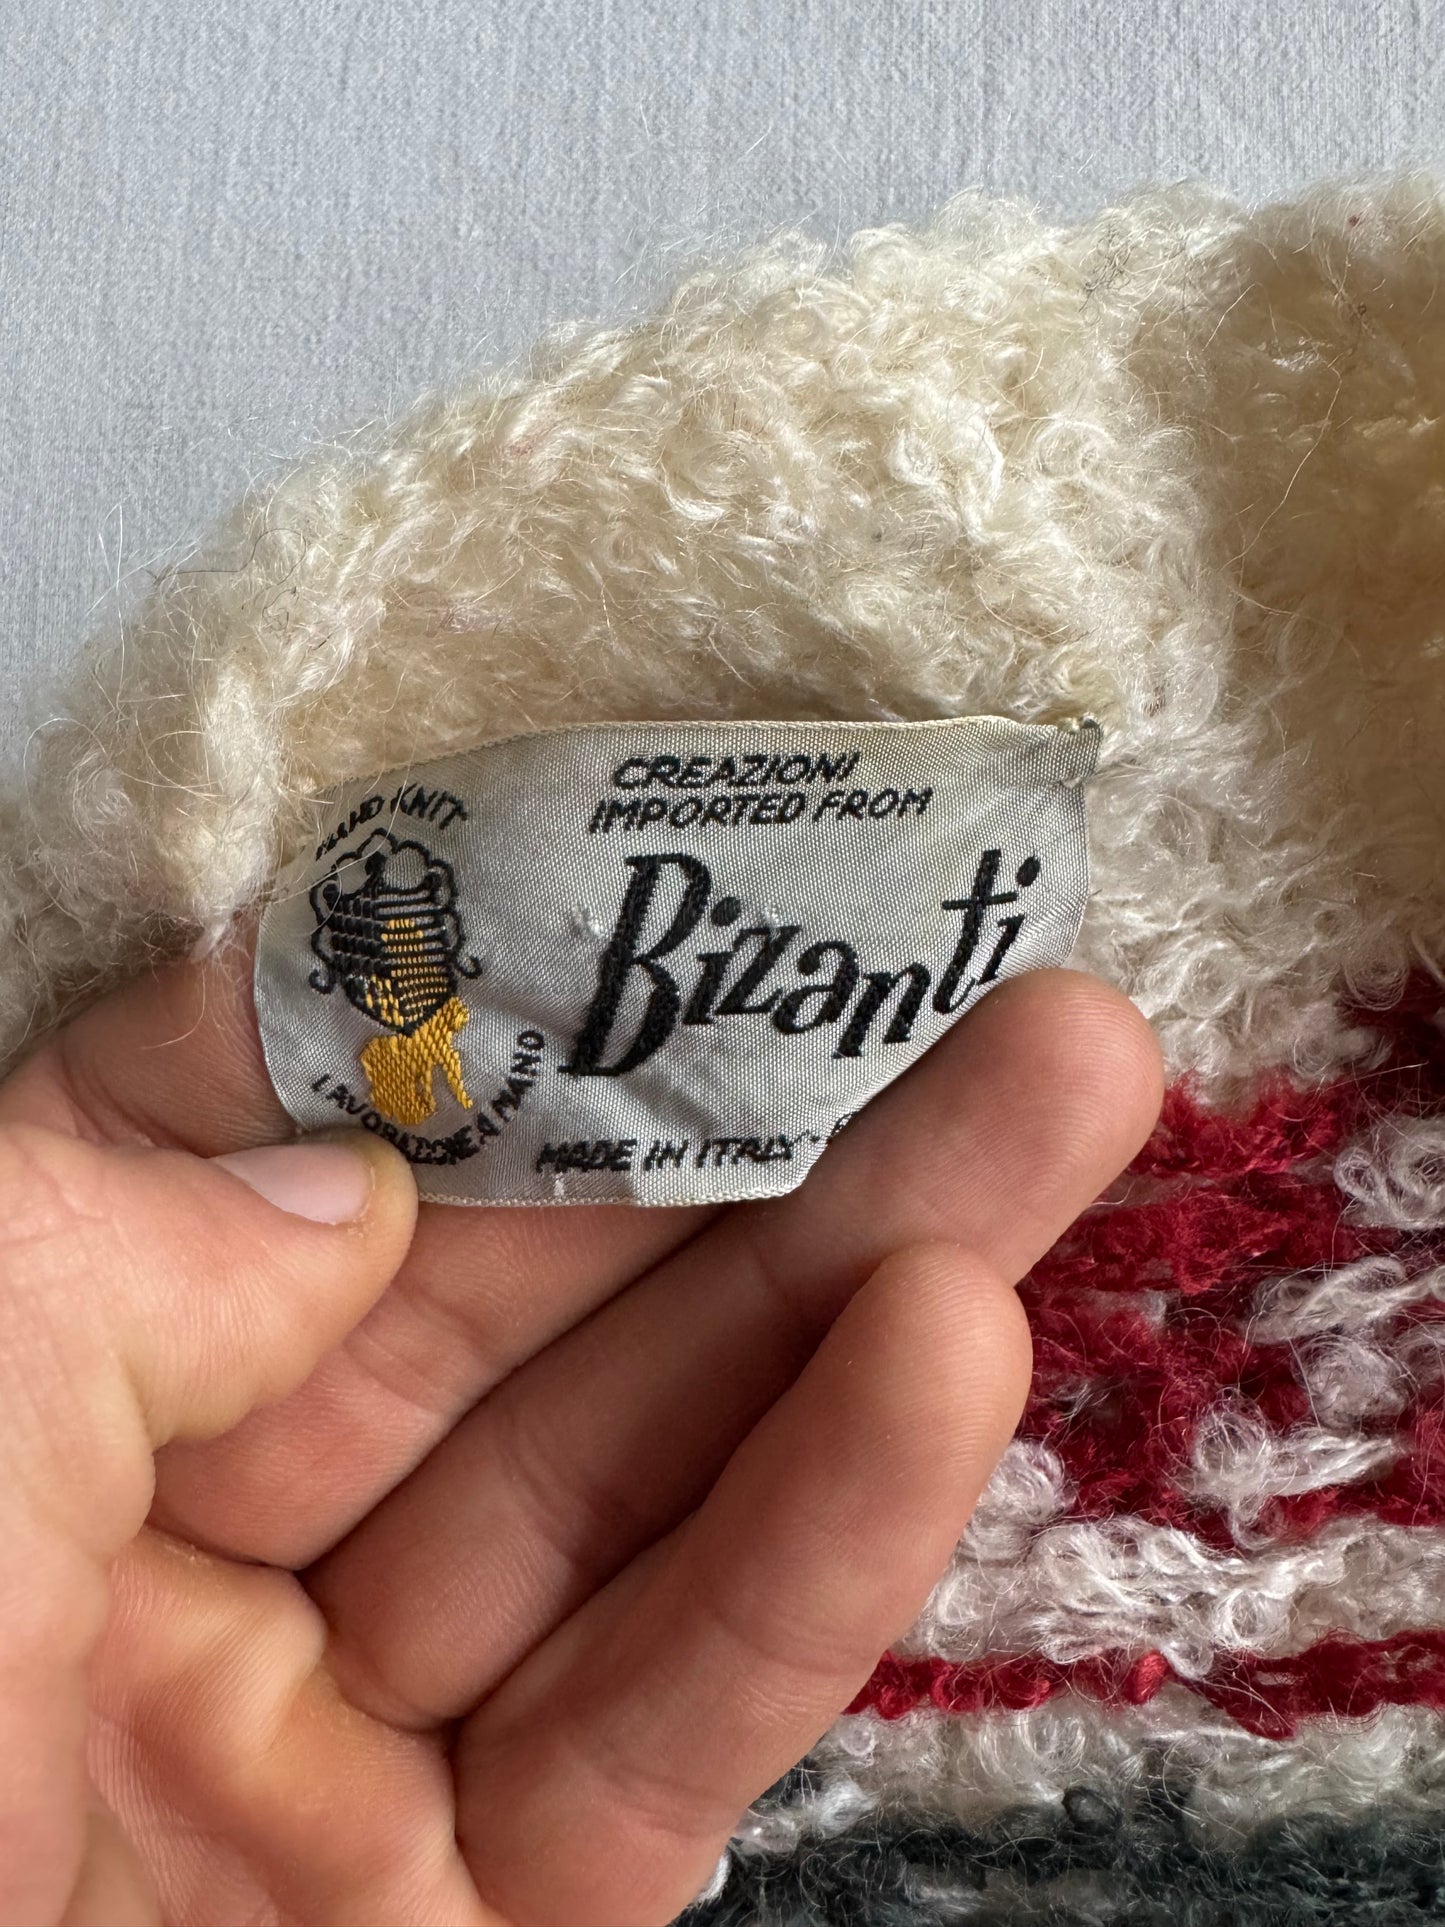 CREAZIONI
IMPORTED FROM
Bizanti
HAND KNIT
LAVORAZIONE A MANO
MADE IN ITALY